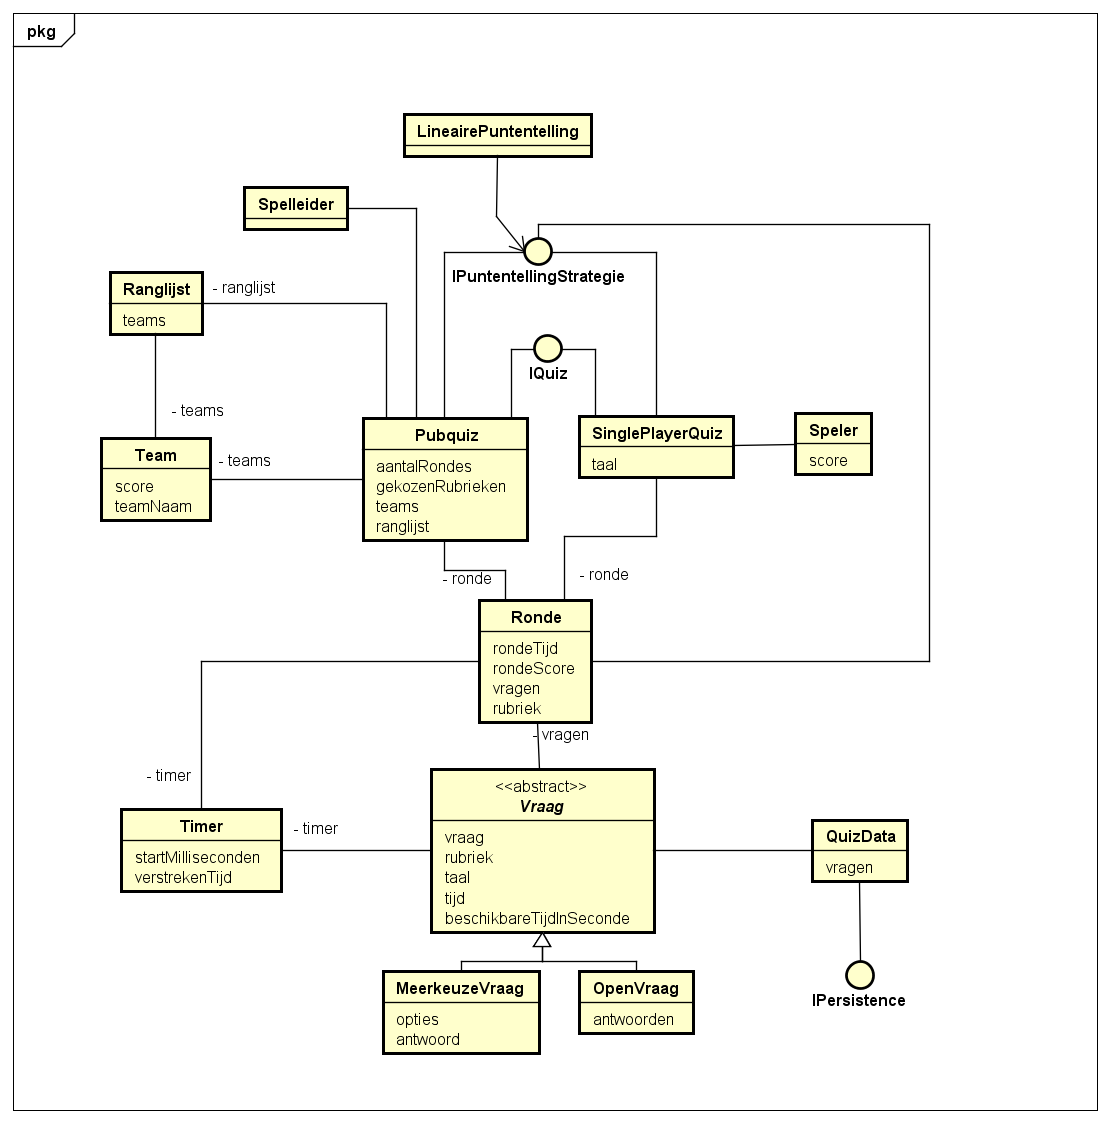 pkg
LineairePuntentelling
Spelleider
IPuntentellingStrategie
Ranglijst
teams
- ranglijst
IQuiz
- teams
Team
score
teamNaam
- teams
Pubquiz
aantalRondes
gekozenRubrieken
teams
ranglijst
SinglePlayerQuiz
taal
Speler
score
- ronde
- ronde
Ronde
rondeTijd
rondeScore
vragen
rubriek
- vragen
- timer
Timer
startMilliseconden
verstrekenTijd
- timer
<<abstract>>
Vraag
vraag
rubriek
taal
tijd
beschikbareTijdInSeconde
QuizData
vragen
IPersistence
MeerkeuzeVraag
opties
antwoord
OpenVraag
antwoorden